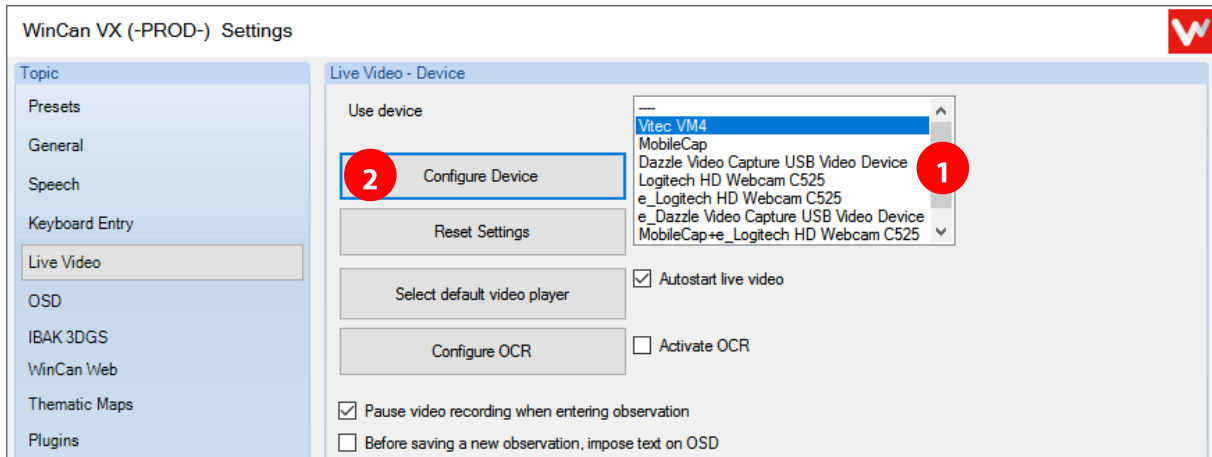 WinCan VX (-PROD-) Settings
W
Topic
Presets
General
Speech
Keyboard Entry
Live Video
OSD
IBAK 3DGS
WinCan Web
Thematic Maps
Plugins
Live Video - Device
Use device
----
Vitec VM4
MobileCap
Dazzle Video Capture USB Video Device
Logitech HD Webcam C525
e_Logitech HD Webcam C525
e_Dazzle Video Capture USB Video Device
MobileCap+e_Logitech HD Webcam C525
1
2
Configure Device
Reset Settings
Select default video player
Autostart live video
Configure OCR
Activate OCR
Pause video recording when entering observation
Before saving a new observation, impose text on OSD